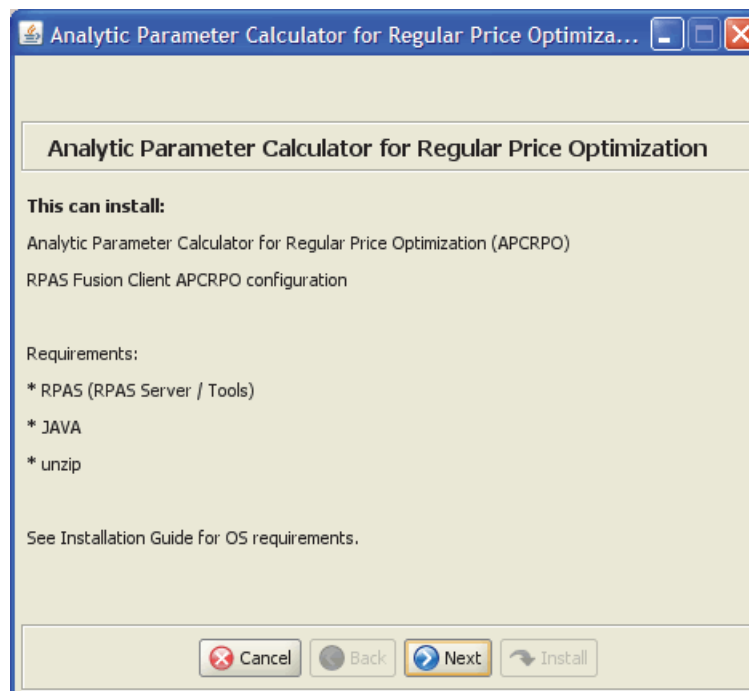 Analytic Parameter Calculator for Regular Price Optimiza...
Analytic Parameter Calculator for Regular Price Optimization
This can install:
Analytic Parameter Calculator for Regular Price Optimization (APCRPO)
RPAS Fusion Client APCRPO configuration
Requirements:
* RPAS (RPAS Server / Tools)
* JAVA
* unzip
See Installation Guide for OS requirements.
Cancel Back Next Install